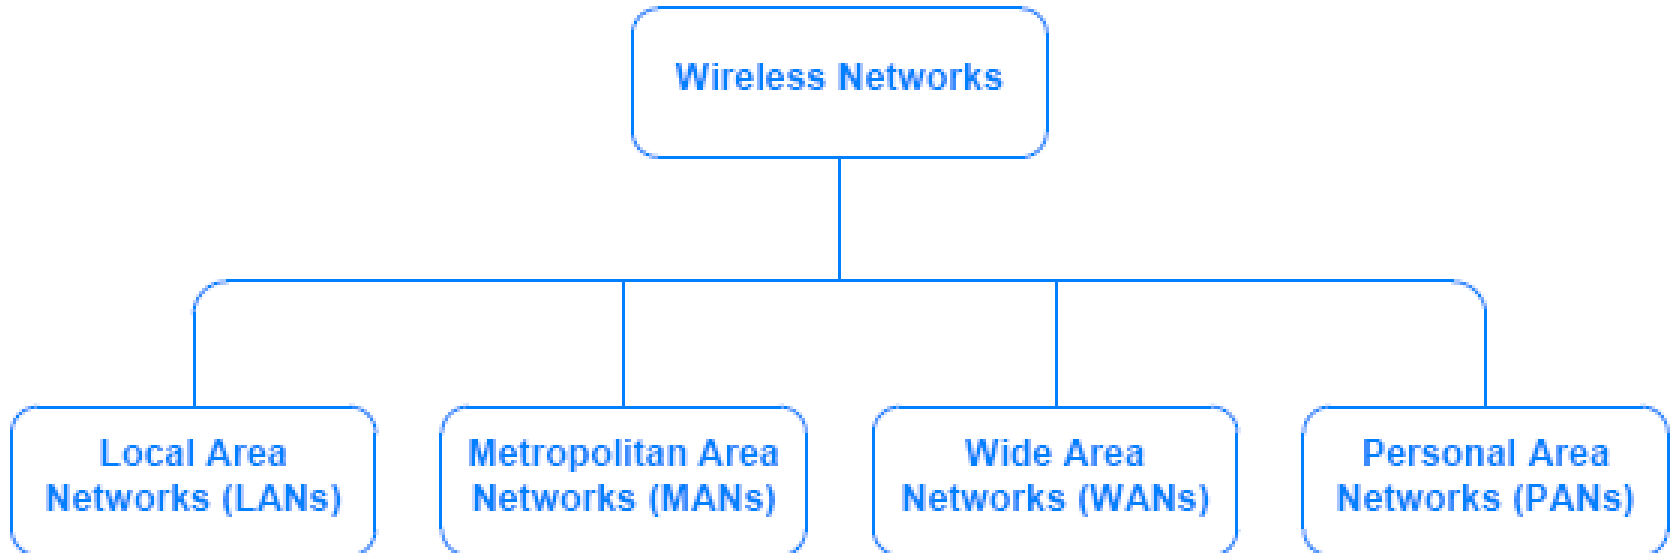 Wireless Networks
Local Area
Networks (LANs)
Metropolitan Area
Networks (MANs)
Wide Area
Networks (WANs)
Personal Area
Networks (PANs)